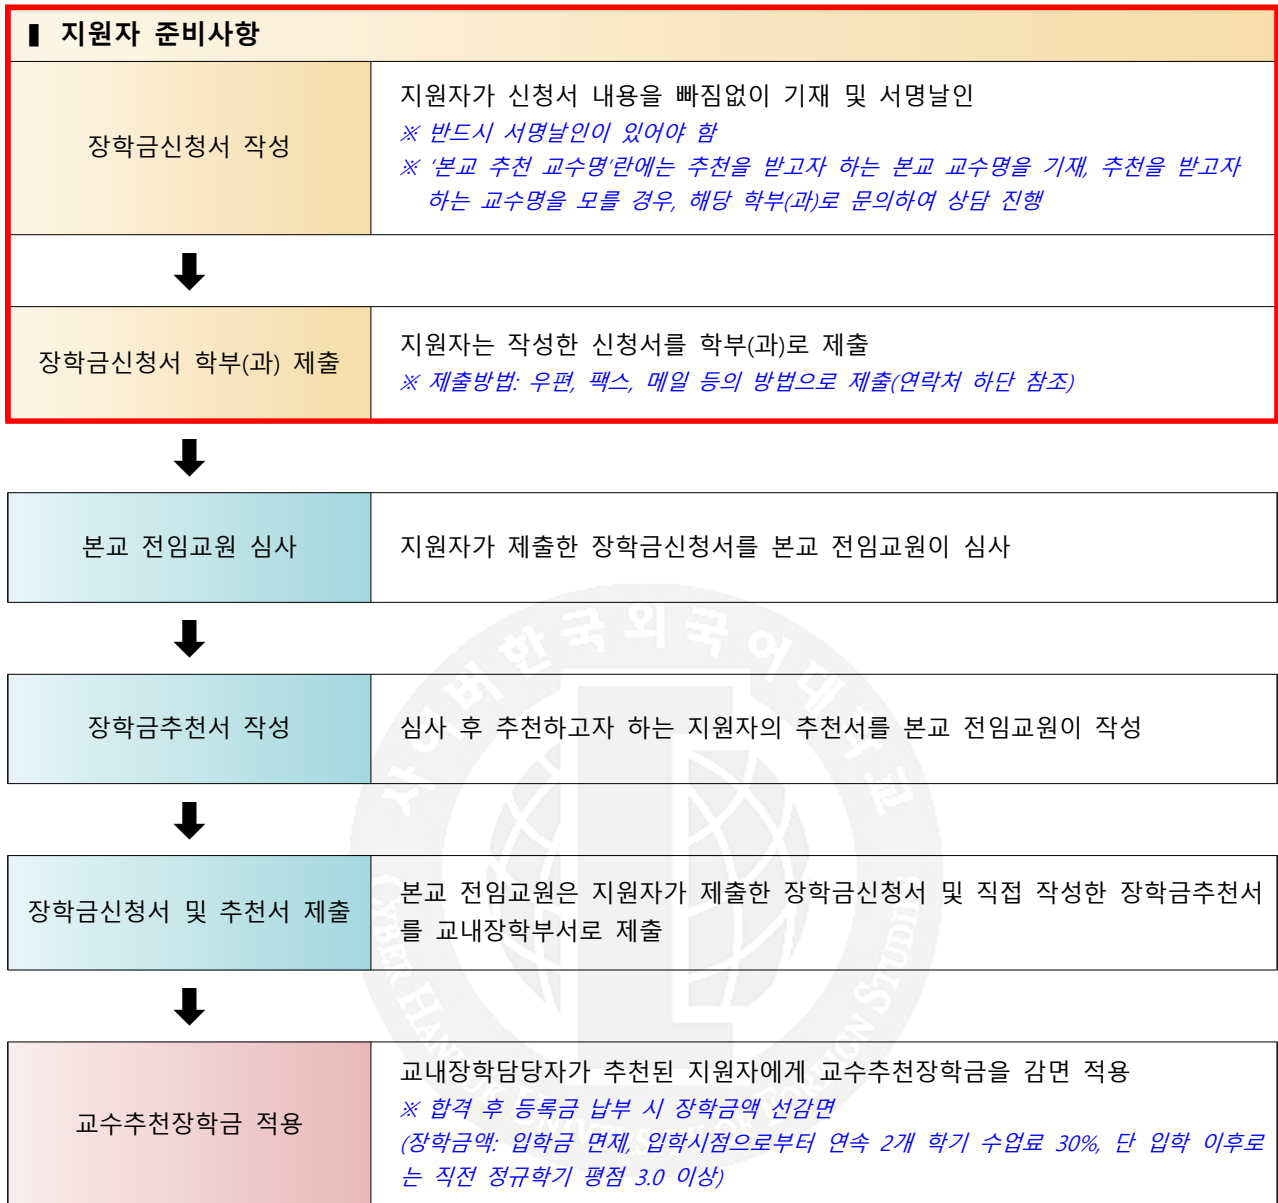 ▮ 지원자 준비사항
장학금신청서 작성
지원자가 신청서 내용을 빠짐없이 기재 및 서명날인
※ 반드시 서명날인이 있어야 함
※ '본교 추천 교수명'란에는 추천을 받고자 하는 본교 교수명을 기재, 추천을 받고자
하는 교수명을 모를 경우, 해당 학부(과)로 문의하여 상담 진행
장학금신청서 학부(과) 제출
지원자는 작성한 신청서를 학부(과)로 제출
※ 제출방법: 우편, 팩스, 메일 등의 방법으로 제출(연락처 하단 참조)
본교 전임교원 심사
지원자가 제출한 장학금신청서를 본교 전임교원이 심사
장학금추천서 작성
심사 후 추천하고자 하는 지원자의 추천서를 본교 전임교원이 작성
장학금신청서 및 추천서 제출
본교 전임교원은 지원자가 제출한 장학금신청서 및 직접 작성한 장학금추천서
를 교내장학부서로 제출
교수추천장학금 적용
교내장학담당자가 추천된 지원자에게 교수추천장학금을 감면 적용
※ 합격 후 등록금 납부 시 장학금액 선감면
(장학금액: 입학금 면제, 입학시점으로부터 연속 2개 학기 수업료 30%, 단 입학 이후로
는 직전 정규학기 평점 3.0 이상)
사이버한국외국어대학교
CYBER HANKUK UNIVERSITY OF FOREIGN STUDIES